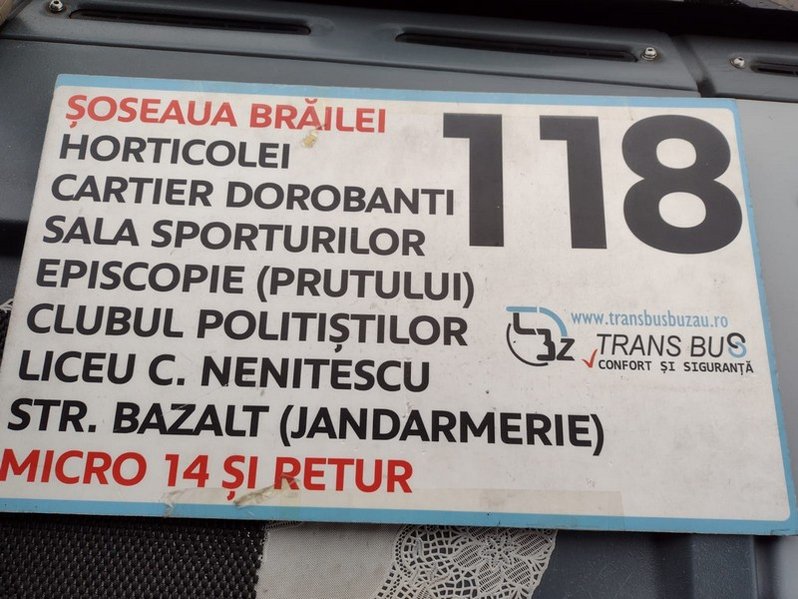 ȘOSEAUA BRĂILEI
HORTICOLEI
CARTIER DOROBANTI
SALA SPORTURILOR
EPISCOPIE (PRUTULUI)
CLUBUL POLITIȘTILOR
LICEU C. NENITESCU
STR. BAZALT (JANDARMERIE)
MICRO 14 ȘI RETUR
118
www.transbusbuzau.ro
TRANS BUS
CONFORT ȘI SIGURANȚĂ